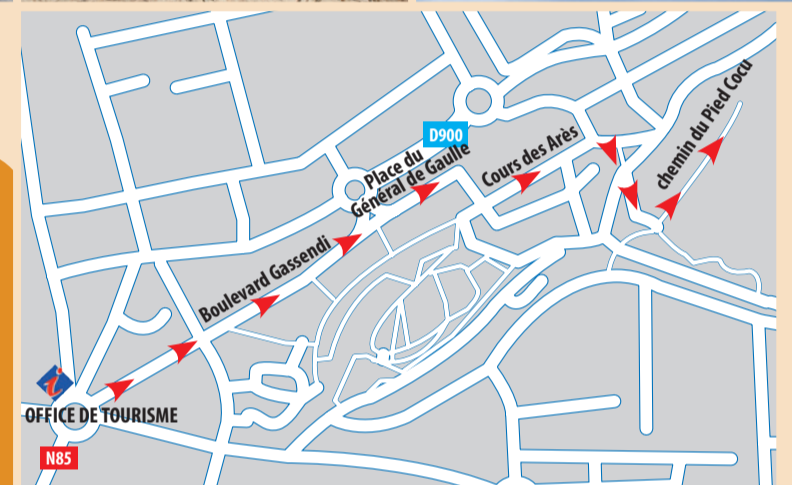 D900
Place du
Général de Gaulle
Cours des Arès
chemin du Pied Cocu
Boulevard Gassendi
i
OFFICE DE TOURISME
N85